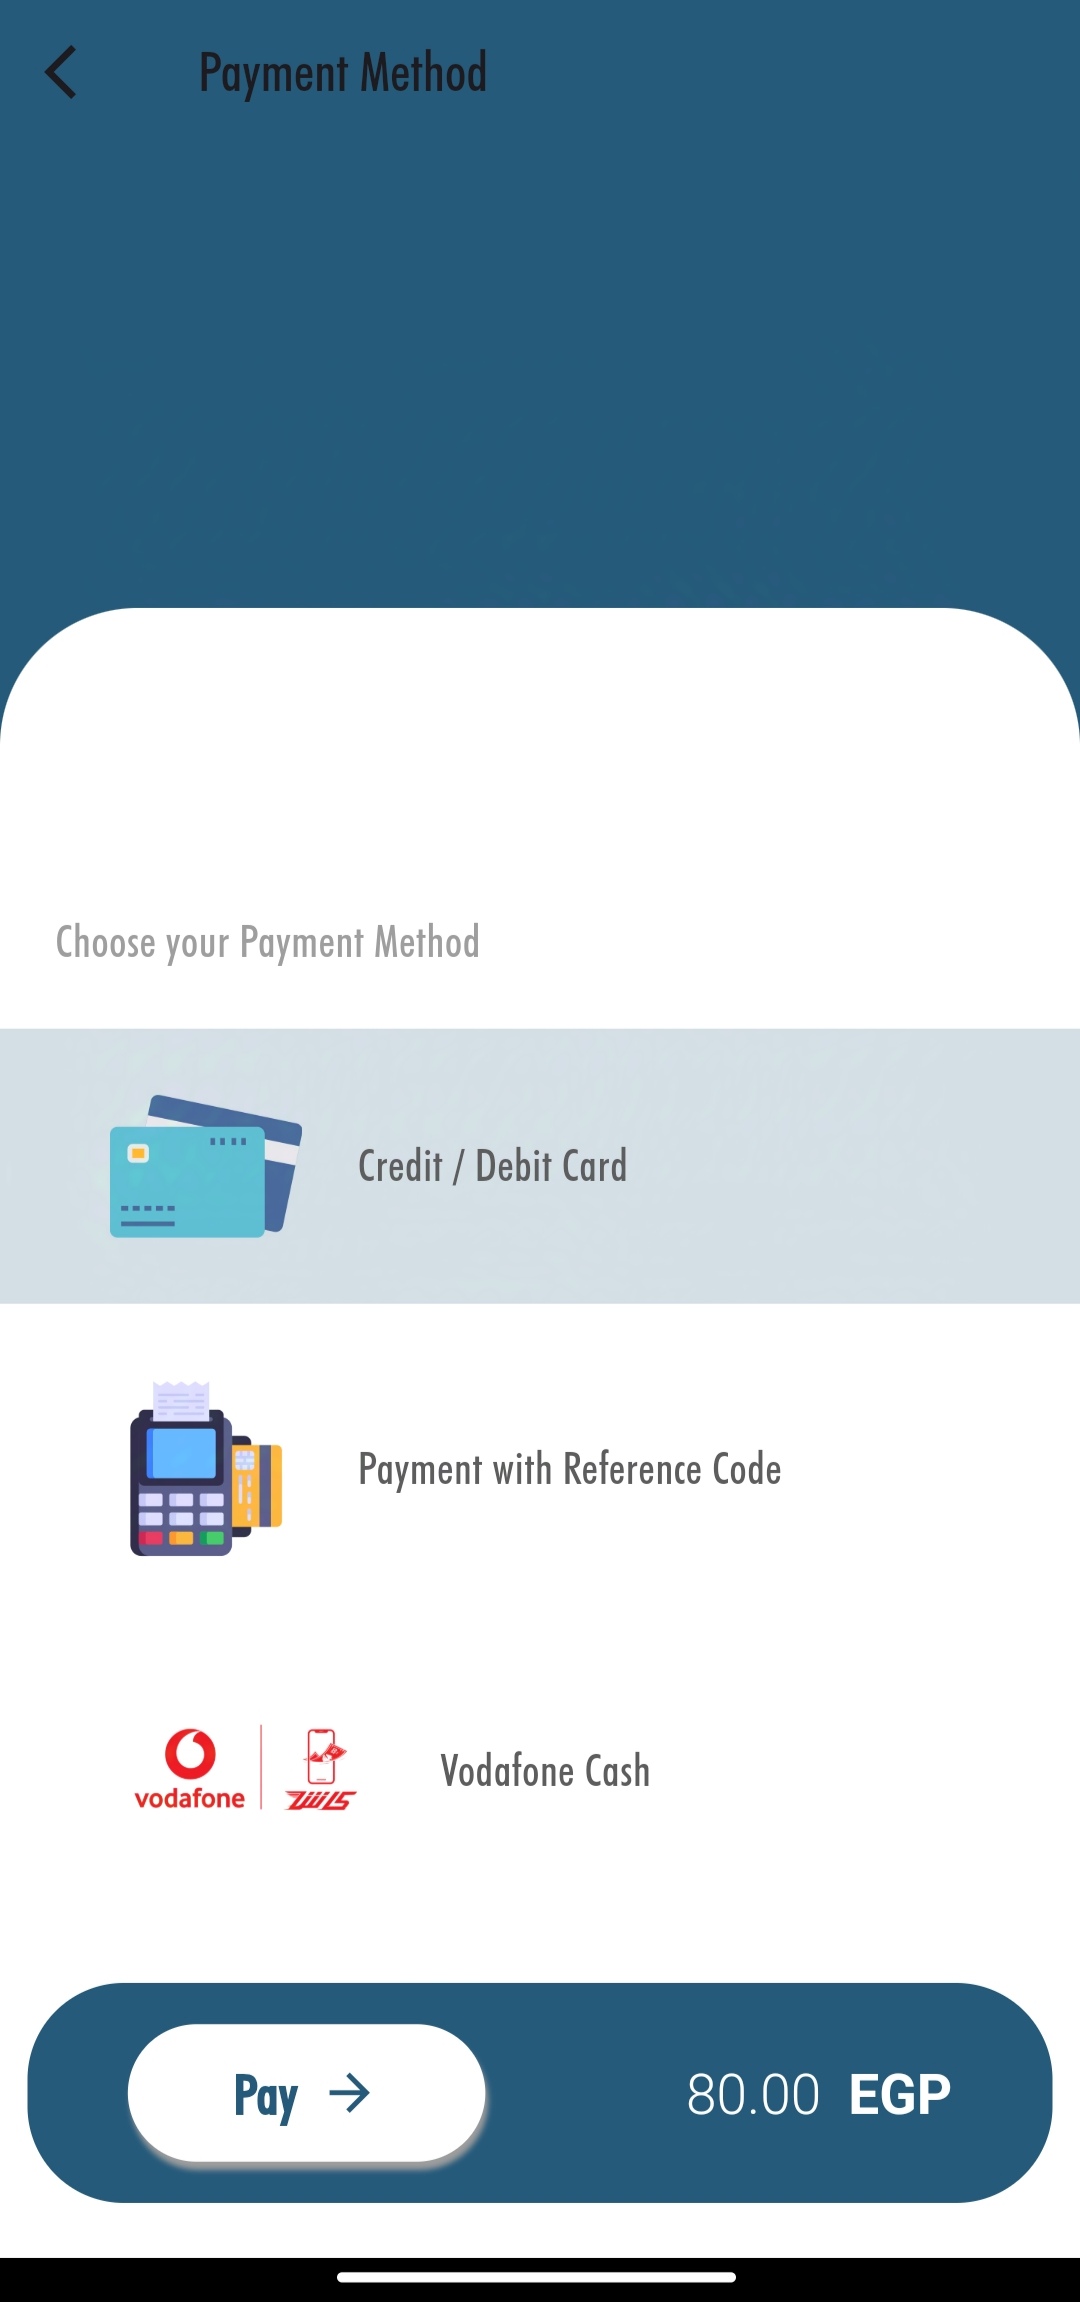 Payment Method
Choose your Payment Method
Credit / Debit Card
Payment with Reference Code
vodafone
كاش
Vodafone Cash
Pay
80.00 EGP